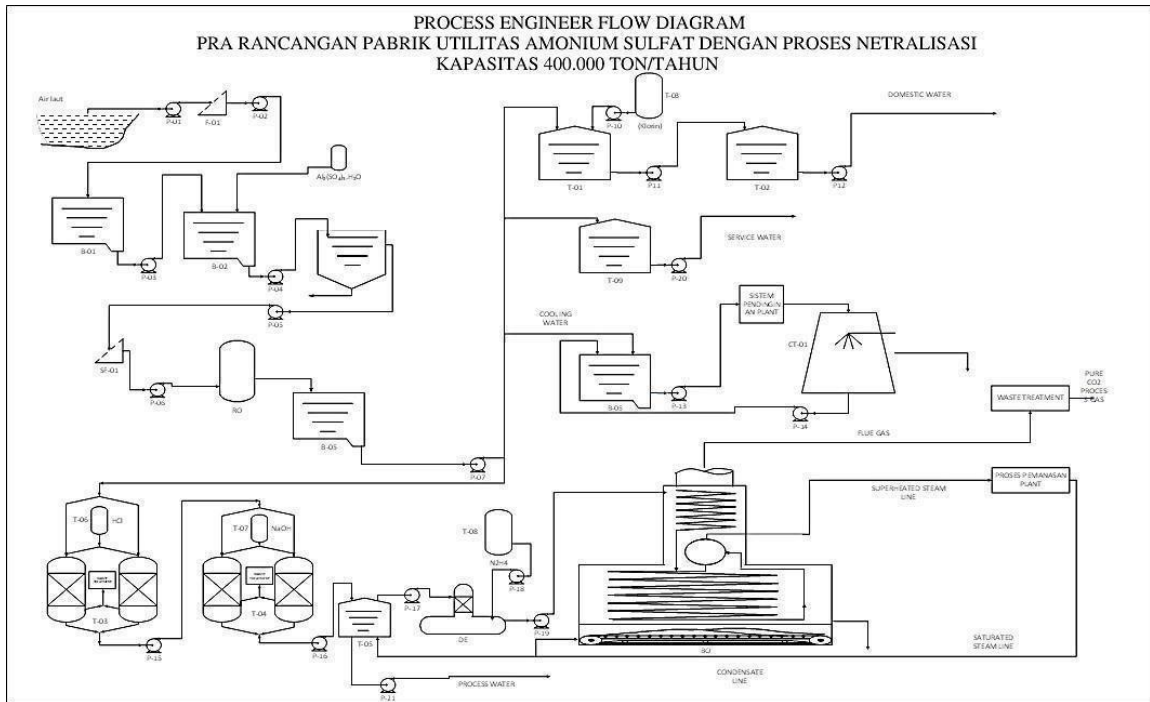 PROCESS ENGINEER FLOW DIAGRAM
PRA RANCANGAN PABRIK UTILITAS AMONIUM SULFAT DENGAN PROSES NETRALISASI
KAPASITAS 400.000 TON/TAHUN
Air laut
P-01
F-01
P-02
T-03
P-10
(Klorin)
DOMESTIC WATER
T-01
P11
T-02
P12
Al₂(SO₄)₃.H₂O
B-01
P-03
B-02
P-04
P-05
T-09
P-20
SERVICE WATER
SISTEM
PENDINGIN
AN PLANT
COOLING
WATER
CT-01
SF-01
P-06
RO
B-05
P-07
P-13
P-14
PURE
CO2
PROCES
S GAS
WASTE TREATMENT
FLUE GAS
SUPERHEATED STEAM
LINE
PROSES PEMANASAN
PLANT
T-06
HCl
T-03
P-15
T-07
NaOH
T-04
P-16
T-05
P-17
DE
T-08
N2H4
P-18
P-19
BO
SATURATED
STEAM LINE
CONDENSATE
LINE
P-21
PROCESS WATER